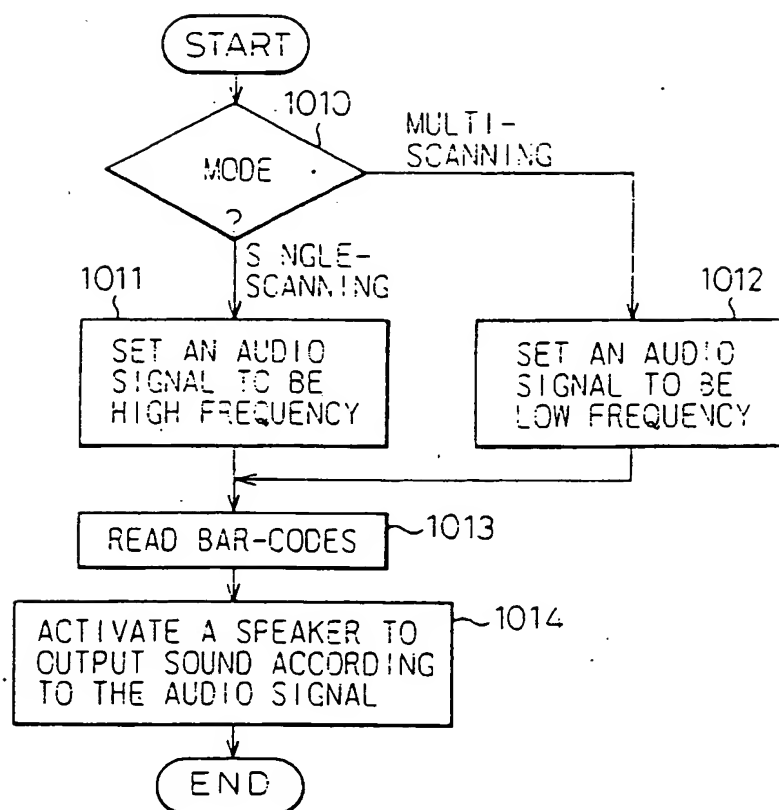 START
1010
MODE
?
MULTI-
SCANNING
S NGLE-
SCANNING
1011
SET AN AUDIO
SIGNAL TO BE
HIGH FREQUENCY
1012
SET AN AUDIO
SIGNAL TO BE
LOW FREQUENCY
READ BAR-CODES
1013
ACTIVATE A SPEAKER TO
OUTPUT SOUND ACCORDING
TO THE AUDIO SIGNAL
1014
END